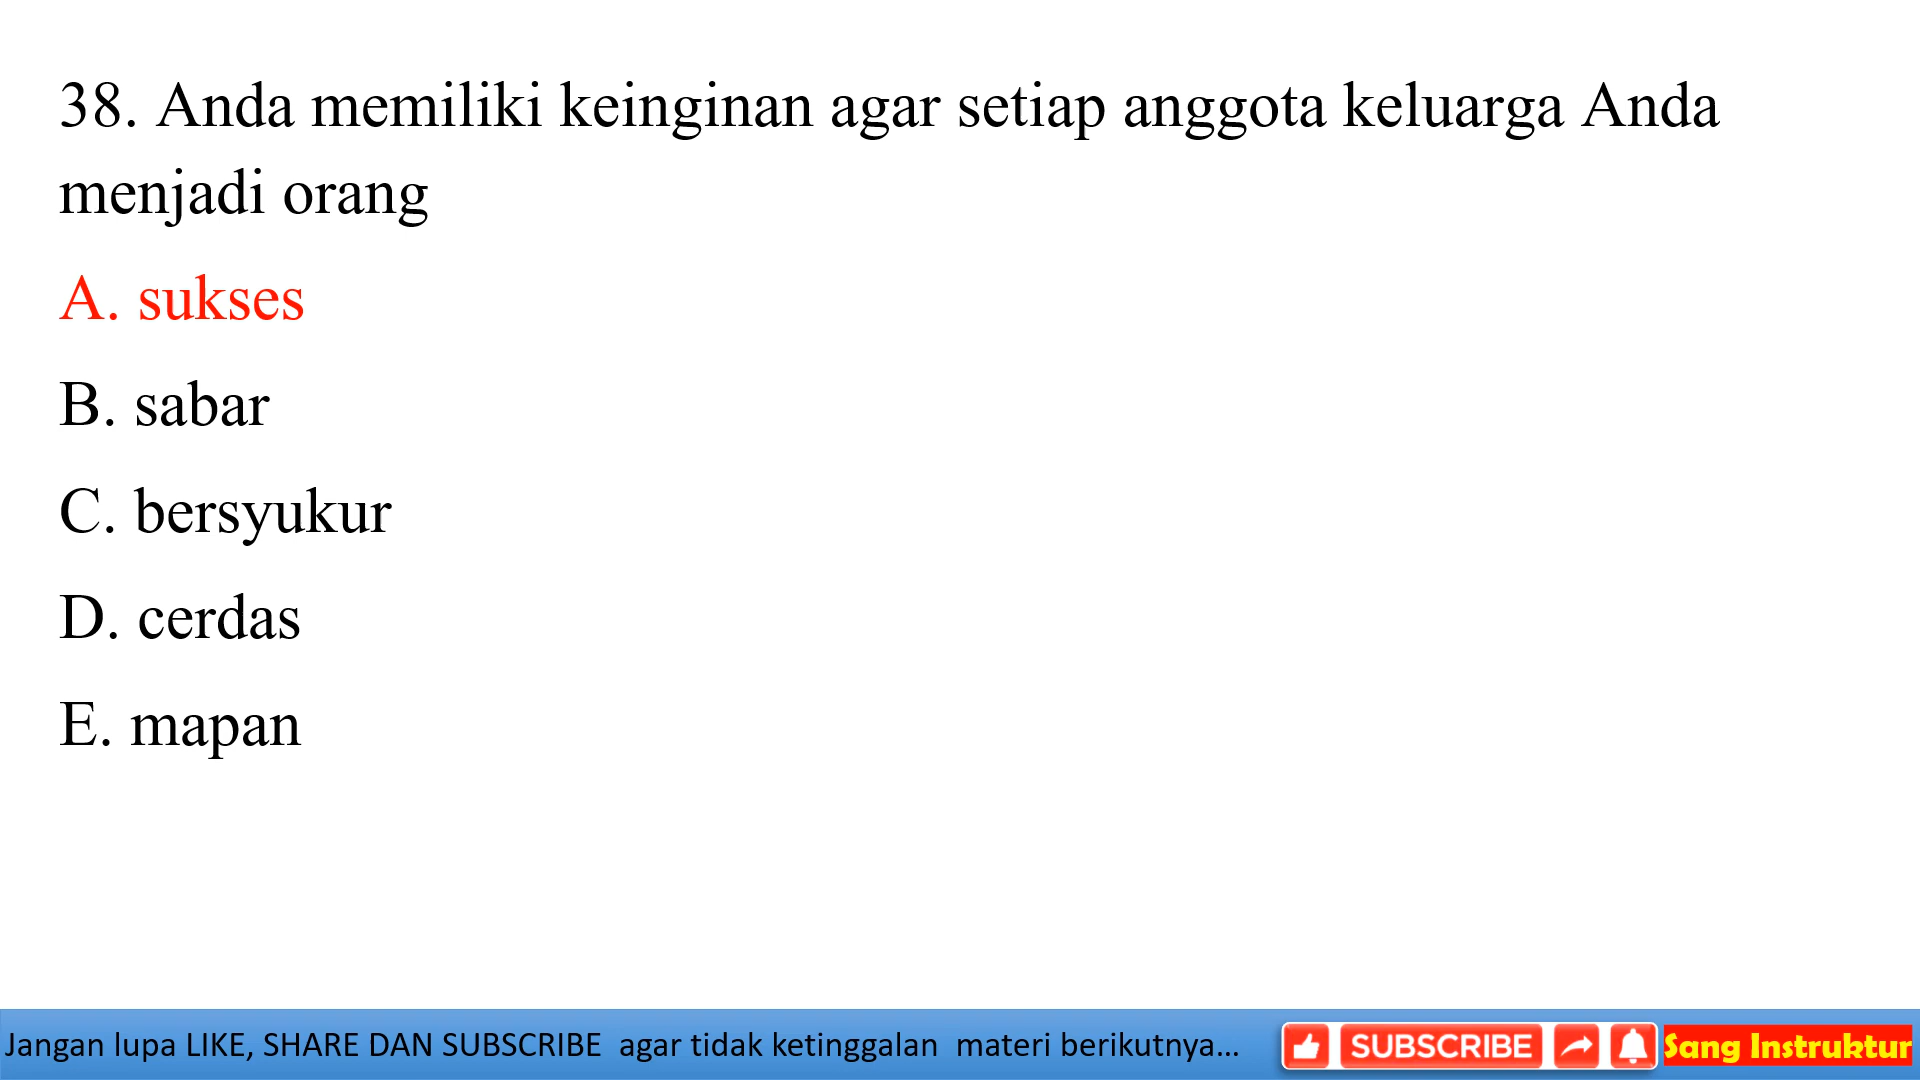 38. Anda memiliki keinginan agar setiap anggota keluarga Anda
menjadi orang
A. sukses
B. sabar
C. bersyukur
D. cerdas
E. mapan
Jangan lupa LIKE, SHARE DAN SUBSCRIBE agar tidak ketinggalan materi berikutnya... SUBSCRIBE Sang Instruktur